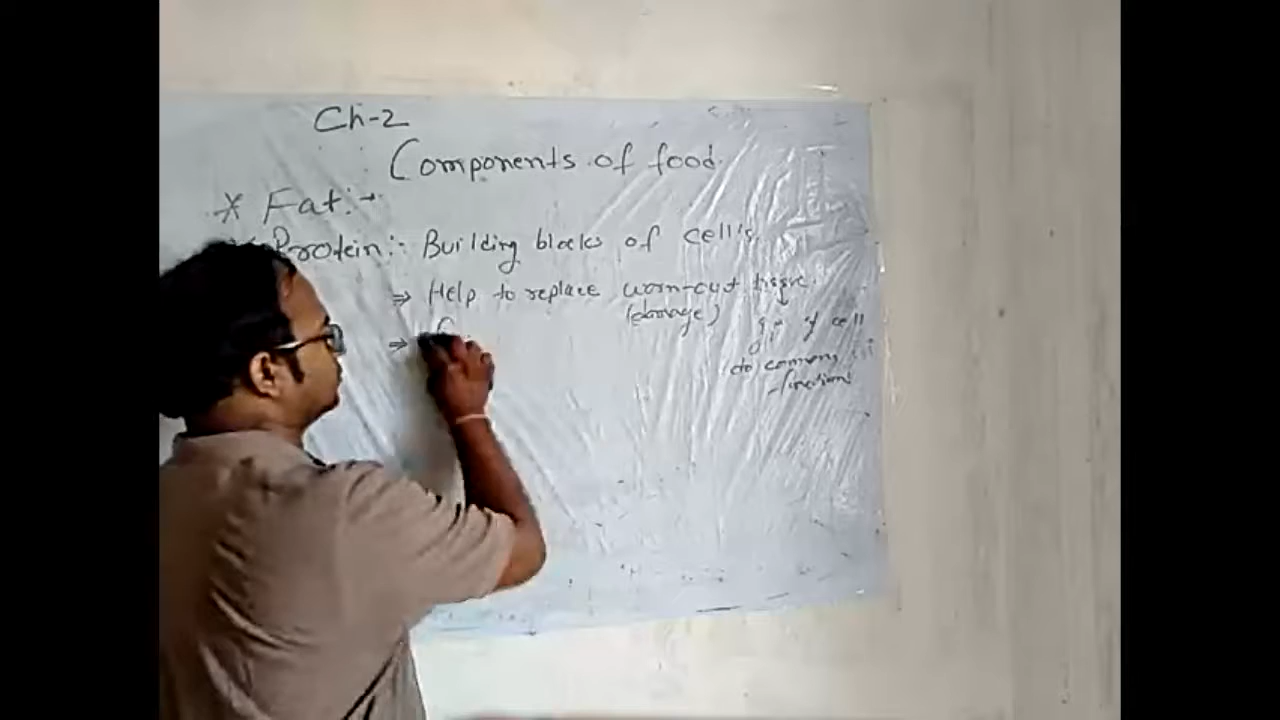 Ch-2
Components of food
* Fat:-
Protein:- Building blocks of cell's
⇒ Help to replace worn-out tissue.
(damage) of cell
⇒
do common
function